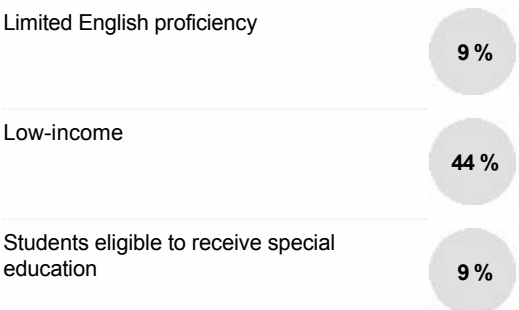 Limited English proficiency
9 %
Low-income
44 %
Students eligible to receive special
education
9 %